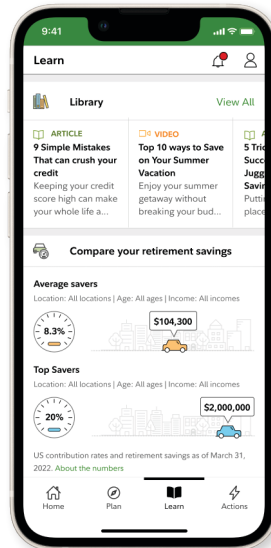 9:41
Learn
Library
View All
ARTICLE
9 Simple Mistakes
That can crush your
credit
Keeping your credit
score high can make
your whole life a...
VIDEO
Top 10 ways to Save
on Your Summer
Vacation
Enjoy your summer
getaway without
breaking your bud...
A
5 Tric
Succ
Jugg
Savin
Puttin
place
Compare your retirement savings
Average savers
Location: All locations | Age: All ages | Income: All incomes
8.3%
$104,300
Top Savers
Location: All locations | Age: All ages | Income: All incomes
20%
$2,000,000
US contribution rates and retirement savings as of March 31,
2022. About the numbers
Home
Plan
Learn
Actions